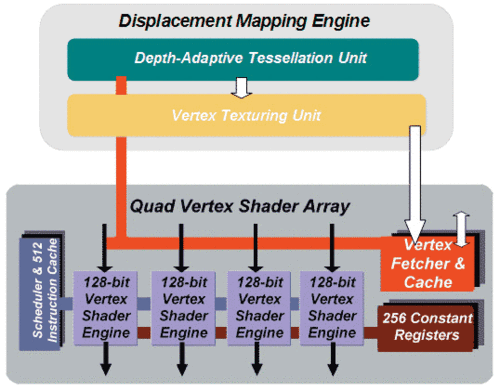 Displacement Mapping Engine
Depth-Adaptive Tessellation Unit
Vertex Texturing Unit
Quad Vertex Shader Array
Scheduler & 512
Instruction Cache
128-bit
Vertex
Shader
Engine
128-bit
Vertex
Shader
Engine
128-bit
Vertex
Shader
Engine
128-bit
Vertex
Shader
Engine
Vertex
Fetcher &
Cache
256 Constant
Registers